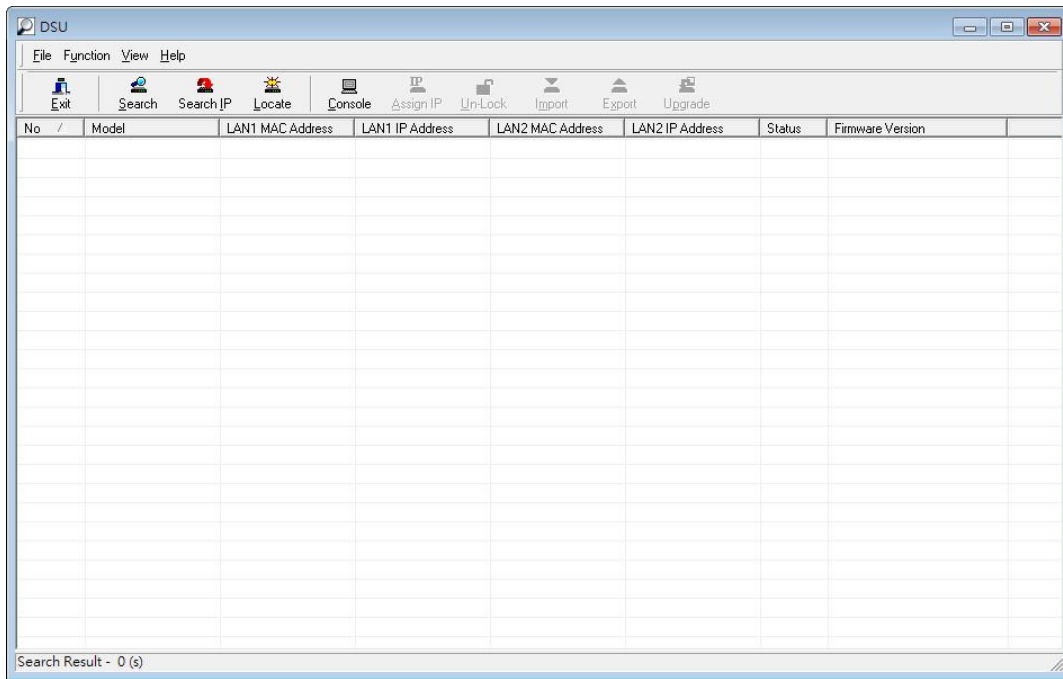 DSU
File Function View Help
Exit Search Search IP Locate Console Assign IP Un-Lock Import Export Upgrade
No / Model LAN1 MAC Address LAN1 IP Address LAN2 MAC Address LAN2 IP Address Status Firmware Version
Search Result - 0 (s)